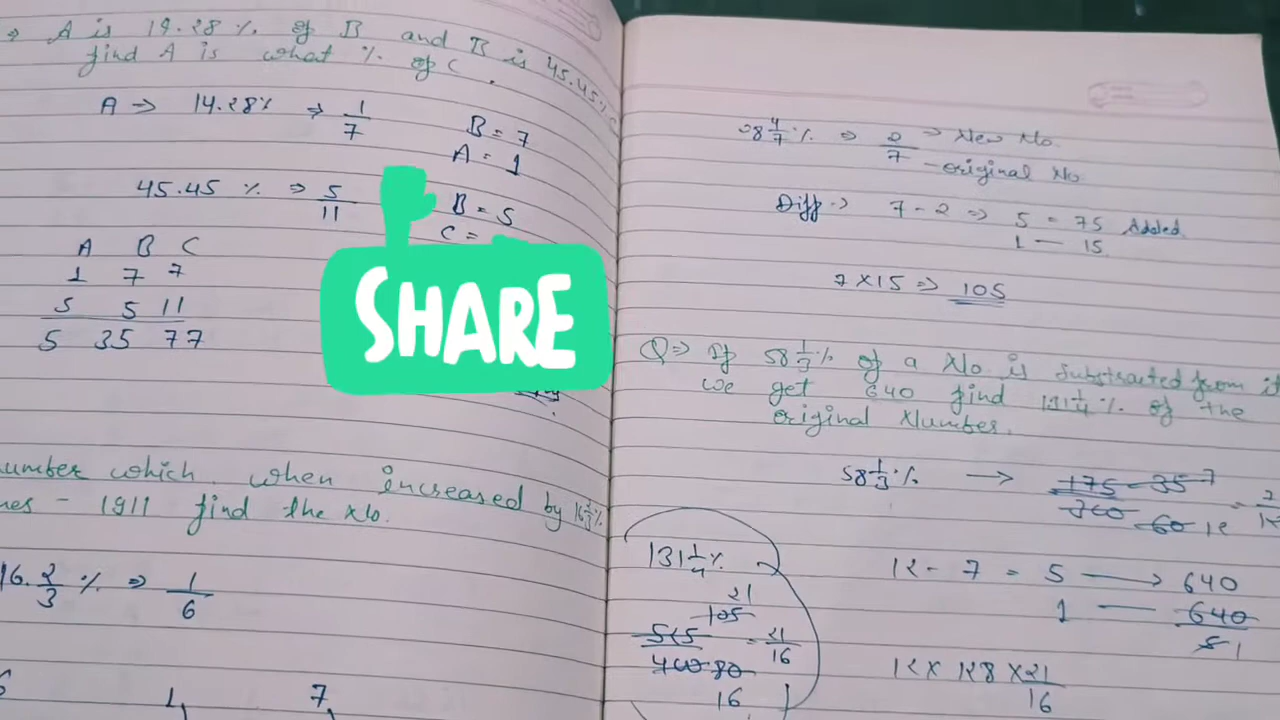 ⇒ A is 14.28 % of B and B is 45.45%
find A is what % of C.
A ⇒ 14.28% ⇒ 1/7
B = 7
A = 1
45.45 % ⇒ 5/11
B = 5
C =
A B C
1 7 7
5 5 11
5 35 77
SHARE
number which when increased by 16 2/3 %
1911 find the No.
16 2/3 % ⇒ 1/6
1 7
28 4/7 % ⇒ 2/7 → New No.
- original No
Diff → 7 - 2 ⇒ 5 = 75 Added
1 — 15
7 × 15 ⇒ 105
Q ⇒ If 58 1/3 % of a No. is substracted from it
we get 640 find 131 1/4 % of the
original Number.
58 1/3 % → 175/300 35/60 7/12 = 7/12
12 - 7 = 5 → 640
1 — 640/5
12 × 128 × 21/16
131 1/4 %
21
105
525/400 80 = 21/16
16